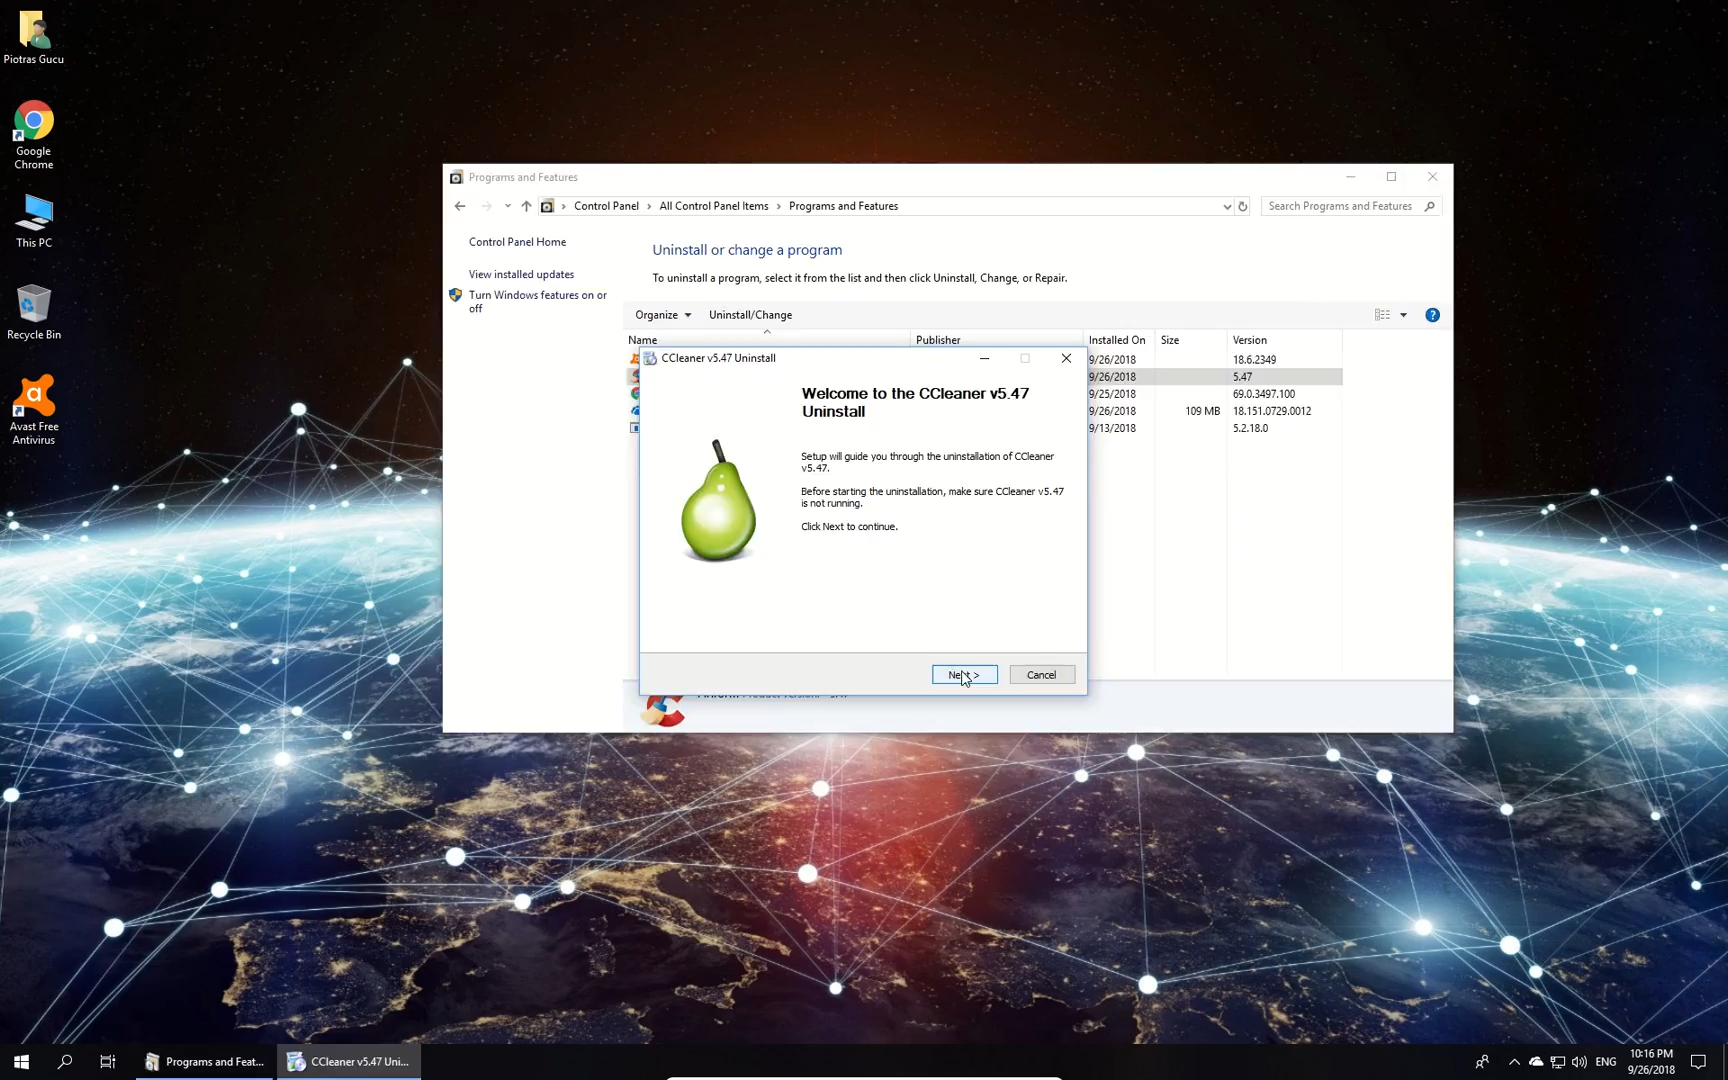 Piotras Gucu
Google
Chrome
This PC
Recycle Bin
Avast Free
Antivirus
Programs and Features
Control Panel > All Control Panel Items > Programs and Features
Search Programs and Features
Control Panel Home
View installed updates
Turn Windows features on or
off
Uninstall or change a program
To uninstall a program, select it from the list and then click Uninstall, Change, or Repair.
Organize Uninstall/Change
Name Publisher Installed On Size Version
9/26/2018 18.6.2349
9/26/2018 5.47
9/25/2018 69.0.3497.100
9/26/2018 109 MB 18.151.0729.0012
9/13/2018 5.2.18.0
CCleaner v5.47 Uninstall
Welcome to the CCleaner v5.47
Uninstall
Setup will guide you through the uninstallation of CCleaner
v5.47.
Before starting the uninstallation, make sure CCleaner v5.47
is not running.
Click Next to continue.
Next > Cancel
Programs and Feat...
CCleaner v5.47 Uni...
ENG
10:16 PM
9/26/2018